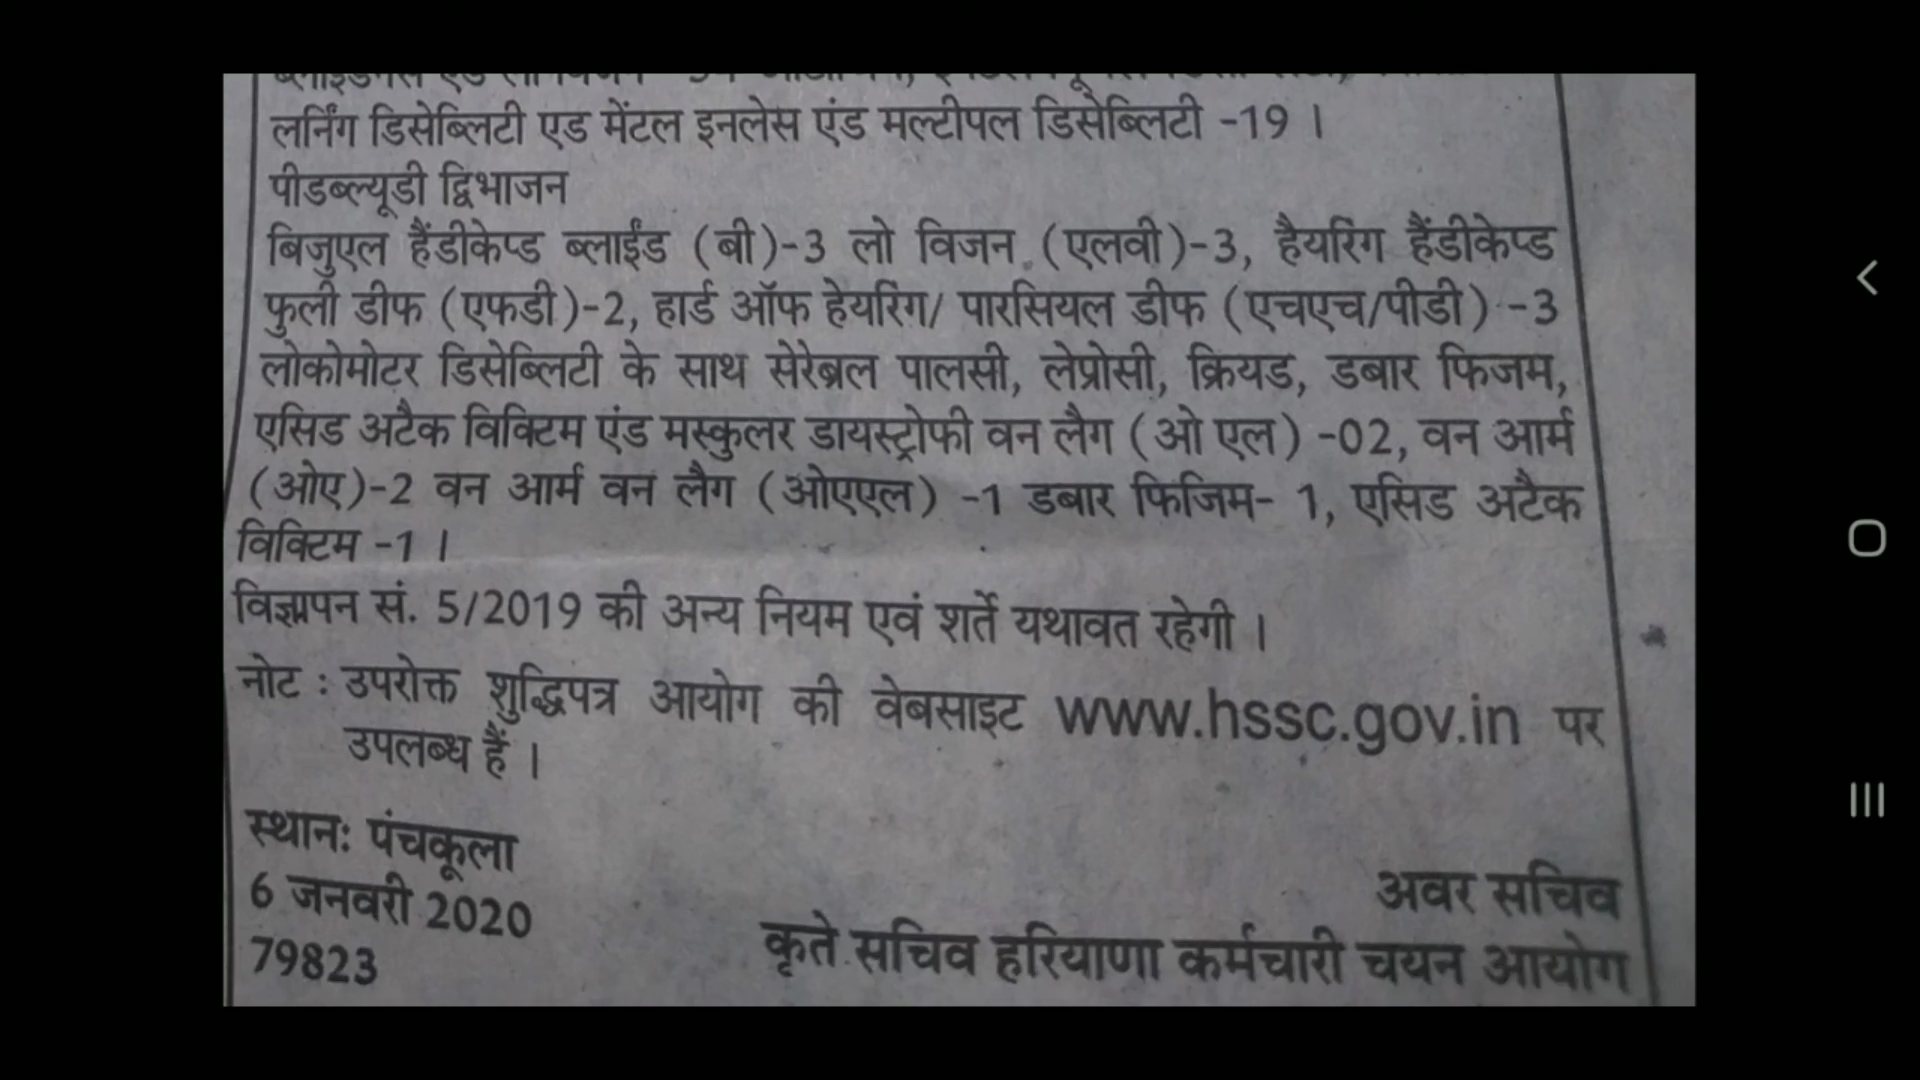 लर्निंग डिसेब्लिटी एड मेंटल इनलेस एंड मल्टीपल डिसेब्लिटी -19 ।
पीडब्ल्यूडी द्विभाजन
बिजुएल हैंडीकेप्ड ब्लाईंड (बी)-3 लो विजन (एलवी)-3, हैयरिंग हैंडीकेप्ड
फुली डीफ (एफडी)-2, हार्ड ऑफ हेयरिंग/ पारसियल डीफ (एचएच/पीडी) -3
लोकोमोटर डिसेब्लिटी के साथ सेरेब्रल पालसी, लेप्रोसी, क्रियड, डबार फिजम,
एसिड अटैक विक्टिम एंड मस्कुलर डायस्ट्रोफी वन लैग (ओ एल) -02, वन आर्म
(ओए)-2 वन आर्म वन लैग (ओएएल) -1 डबार फिजिम- 1, एसिड अटैक
विक्टिम -1 ।
विज्ञापन सं. 5/2019 की अन्य नियम एवं शर्ते यथावत रहेगी ।
नोट : उपरोक्त शुद्धिपत्र आयोग की वेबसाइट www.hssc.gov.in पर
उपलब्ध हैं ।
स्थानः पंचकूला
6 जनवरी 2020
79823
अवर सचिव
कृते सचिव हरियाणा कर्मचारी चयन आयोग